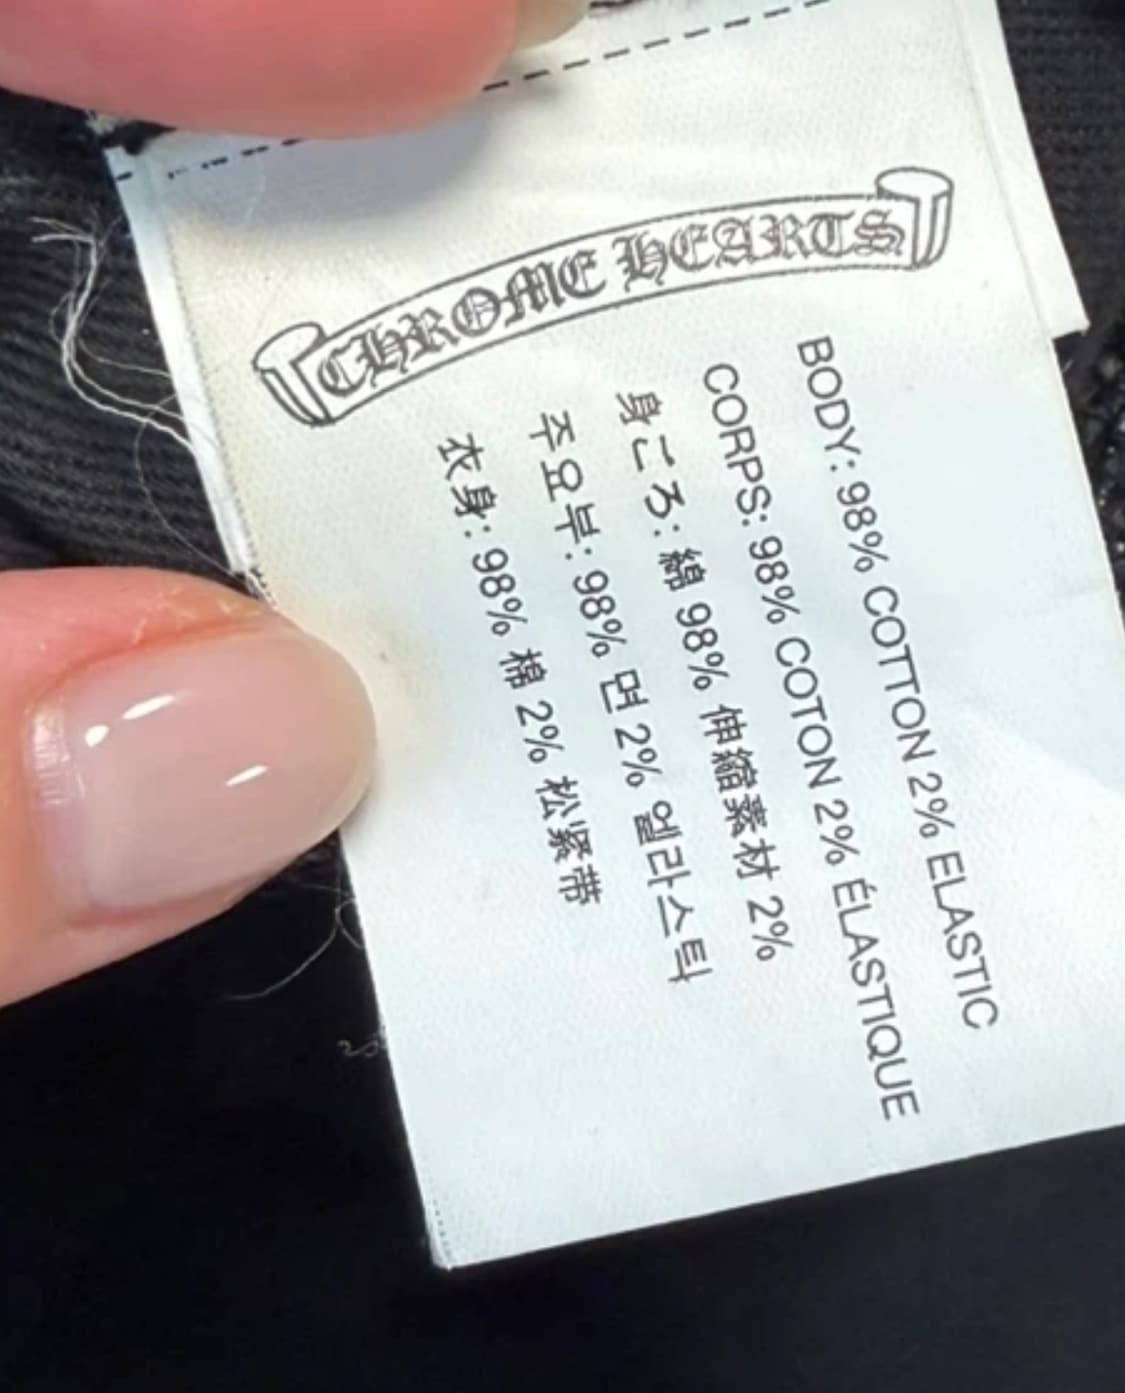 CHROME HEARTS
BODY: 98% COTTON 2% ELASTIC
CORPS: 98% COTON 2% ÉLASTIQUE
身ごろ: 綿 98% 伸縮素材 2%
주요부: 98% 면 2% 엘라스틱
衣身: 98% 棉 2% 松紧带